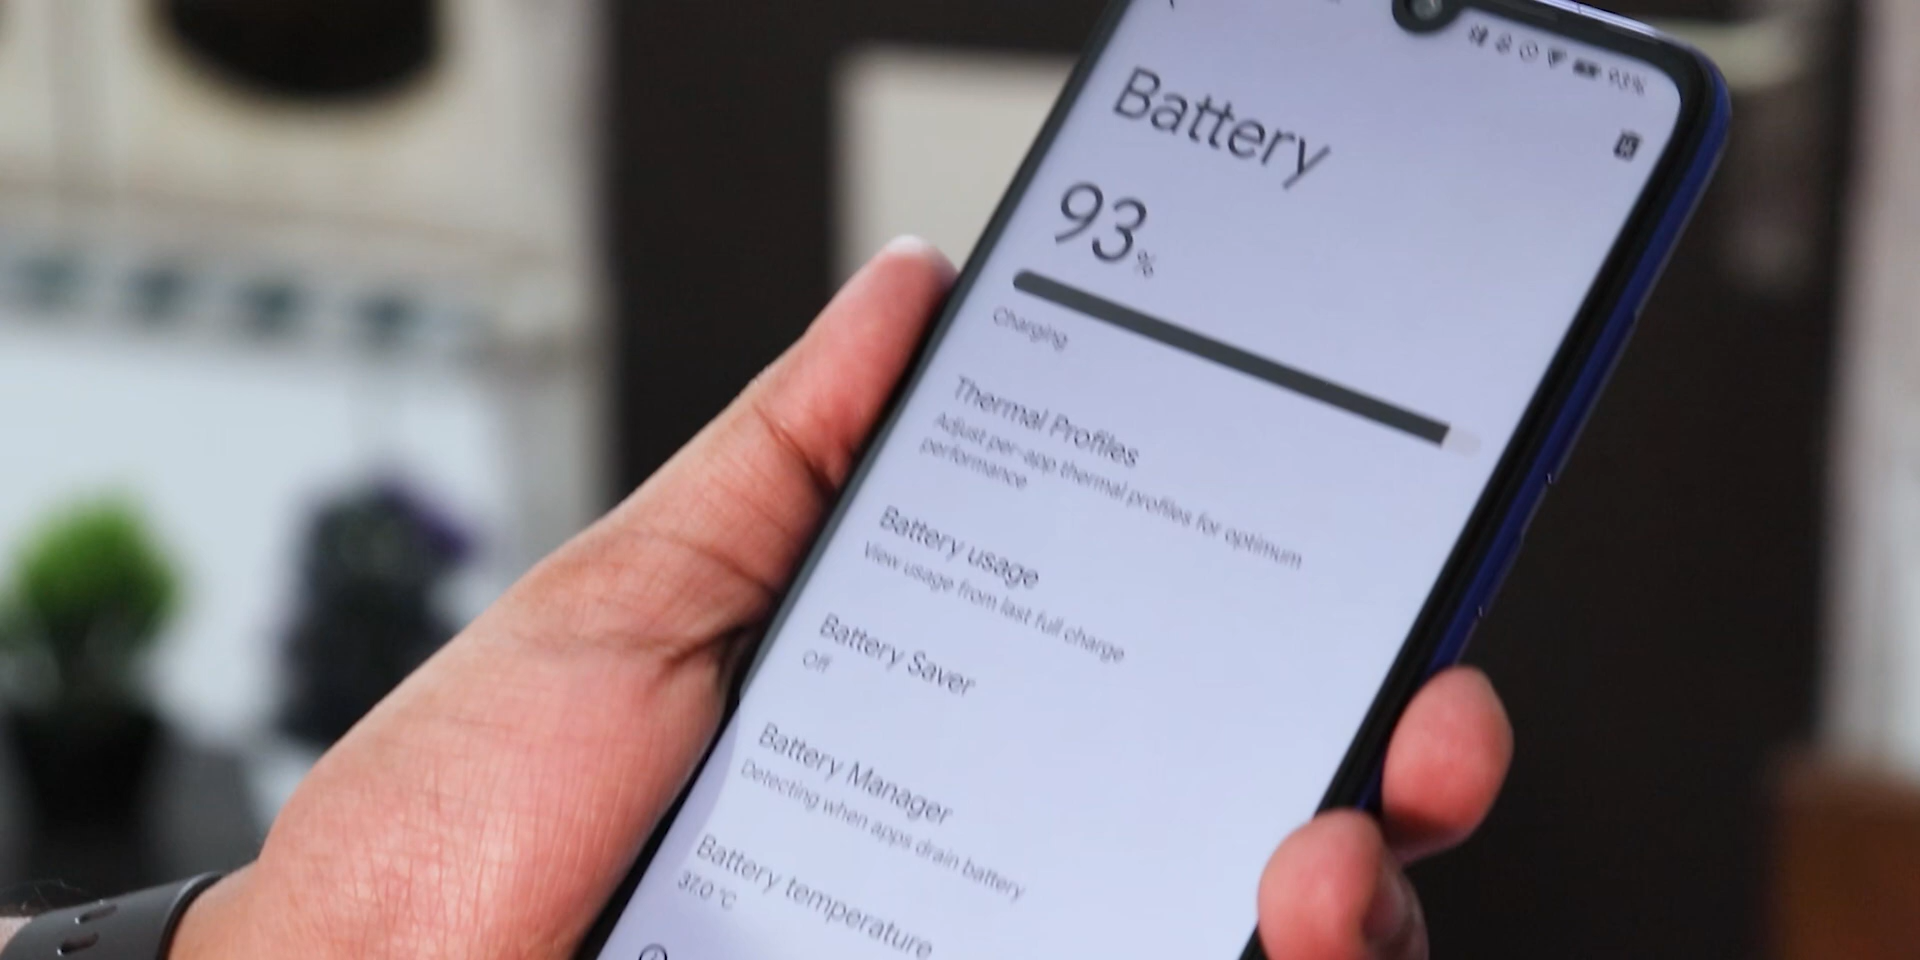 93%
Battery
93%
Charging
Thermal Profiles
Adjust per-app thermal profiles for optimum
performance
Battery usage
View usage from last full charge
Battery Saver
Off
Battery Manager
Detecting when apps drain battery
Battery temperature
37.0 °C